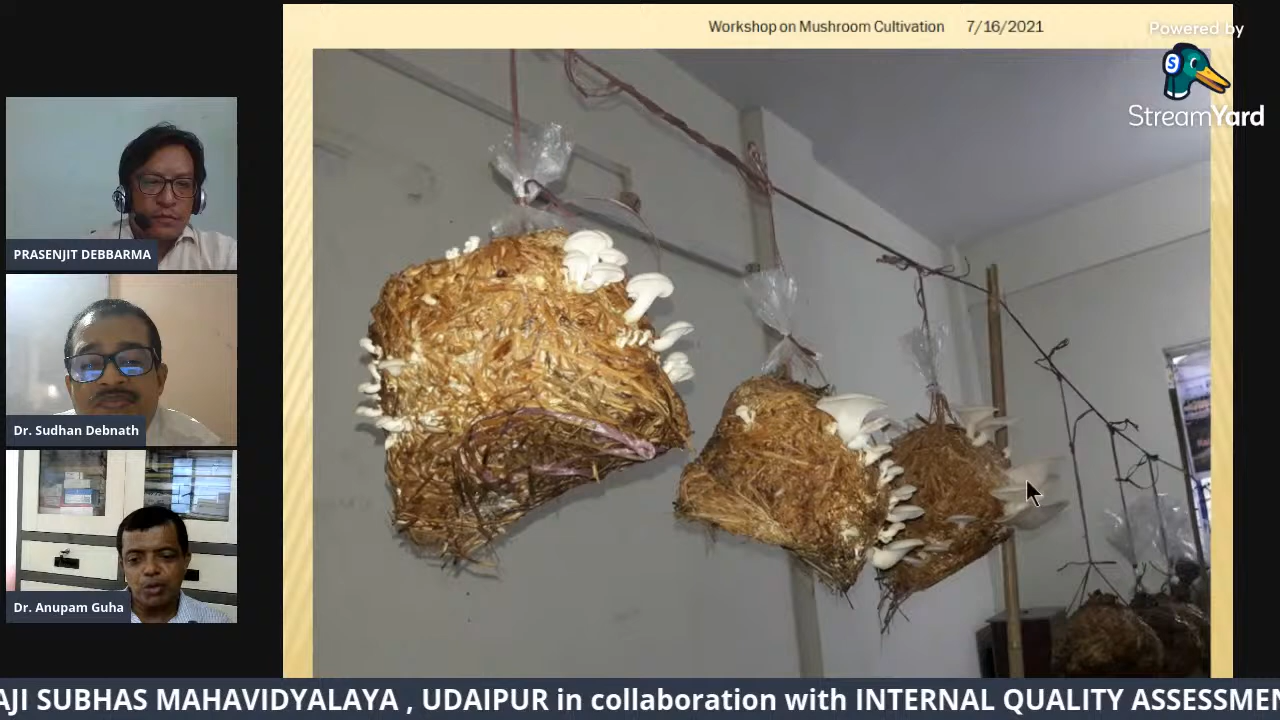 Workshop on Mushroom Cultivation 7/16/2021
Powered by
S
StreamYard
PRASENJIT DEBBARMA
Dr. Sudhan Debnath
Dr. Anupam Guha
AJI SUBHAS MAHAVIDYALAYA , UDAIPUR in collaboration with INTERNAL QUALITY ASSESSMEN